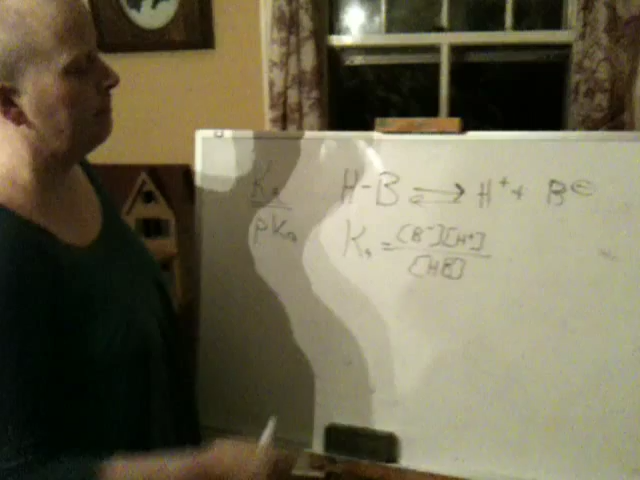 Ka
pKa
H-B ⇌ H⁺ + B⊖
Ka = [B⁻][H⁺]
[HB]